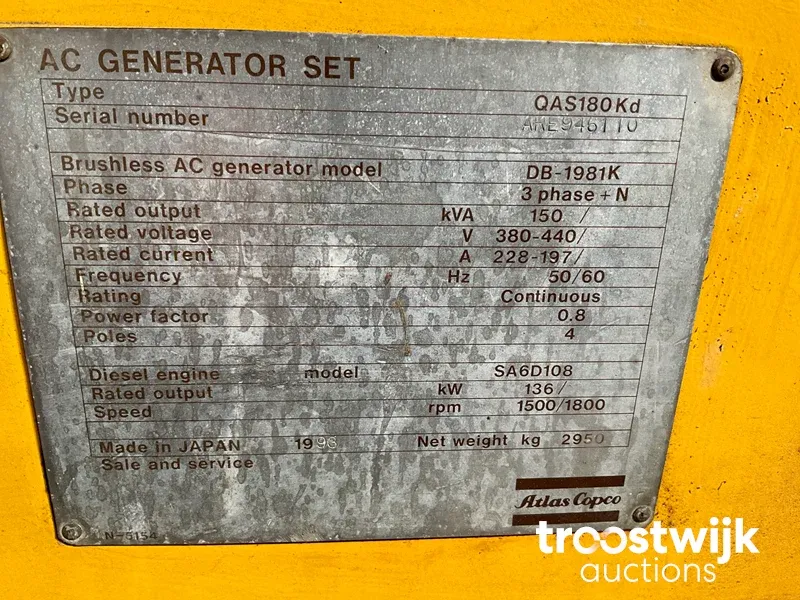 AC GENERATOR SET
Type QAS180Kd
Serial number
Brushless AC generator model DB-1981K
Phase 3 phase + N
Rated output kVA 150 /
Rated voltage V 380-440/
Rated current A 228-197/
Frequency Hz 50/60
Rating Continuous
Power factor 0.8
Poles 4
Diesel engine model SA6D108
Rated output kW 136/
Speed rpm 1500/1800
Made in JAPAN Net weight kg 2950
Sale and service
Atlas Copco
N-5154
troostwijk
auctions